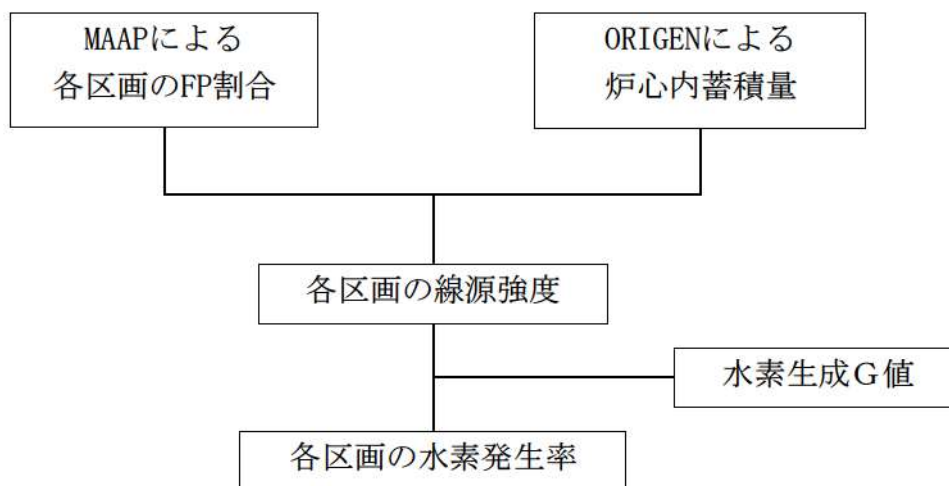 MAAPによる
各区画のFP割合
ORIGENによる
炉心内蓄積量
各区画の線源強度
水素生成Ｇ値
各区画の水素発生率